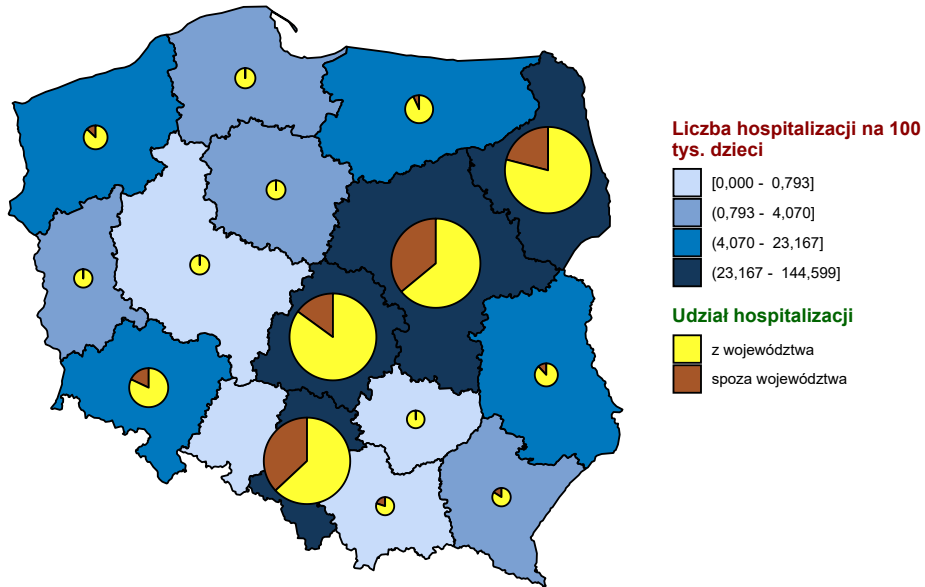 Liczba hospitalizacji na 100
tys. dzieci
[0,000 - 0,793]
(0,793 - 4,070]
(4,070 - 23,167]
(23,167 - 144,599]
Udział hospitalizacji
z województwa
spoza województwa